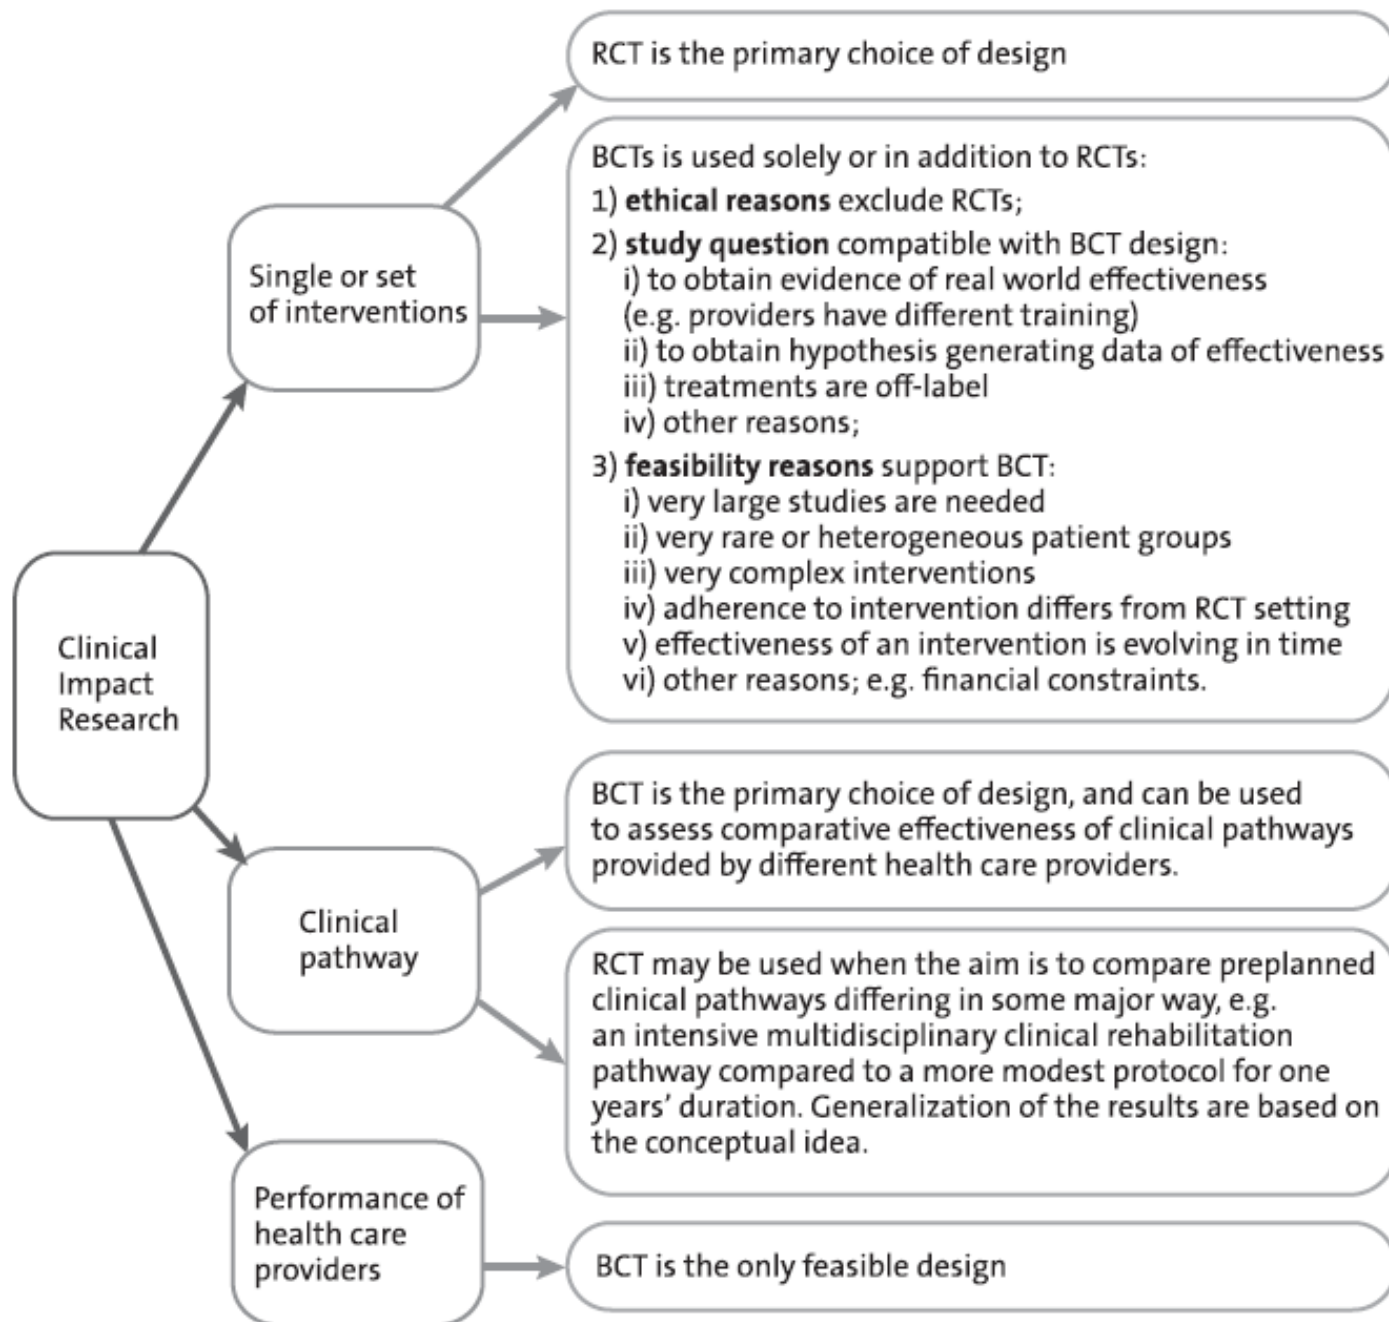 RCT is the primary choice of design
BCTs is used solely or in addition to RCTs:
1) ethical reasons exclude RCTs;
2) study question compatible with BCT design:
i) to obtain evidence of real world effectiveness
(e.g. providers have different training)
ii) to obtain hypothesis generating data of effectiveness
iii) treatments are off-label
iv) other reasons;
3) feasibility reasons support BCT:
i) very large studies are needed
ii) very rare or heterogeneous patient groups
iii) very complex interventions
iv) adherence to intervention differs from RCT setting
v) effectiveness of an intervention is evolving in time
vi) other reasons; e.g. financial constraints.
Single or set
of interventions
Clinical
Impact
Research
BCT is the primary choice of design, and can be used
to assess comparative effectiveness of clinical pathways
provided by different health care providers.
Clinical
pathway
RCT may be used when the aim is to compare preplanned
clinical pathways differing in some major way, e.g.
an intensive multidisciplinary clinical rehabilitation
pathway compared to a more modest protocol for one
years’ duration. Generalization of the results are based on
the conceptual idea.
Performance of
health care
providers
BCT is the only feasible design